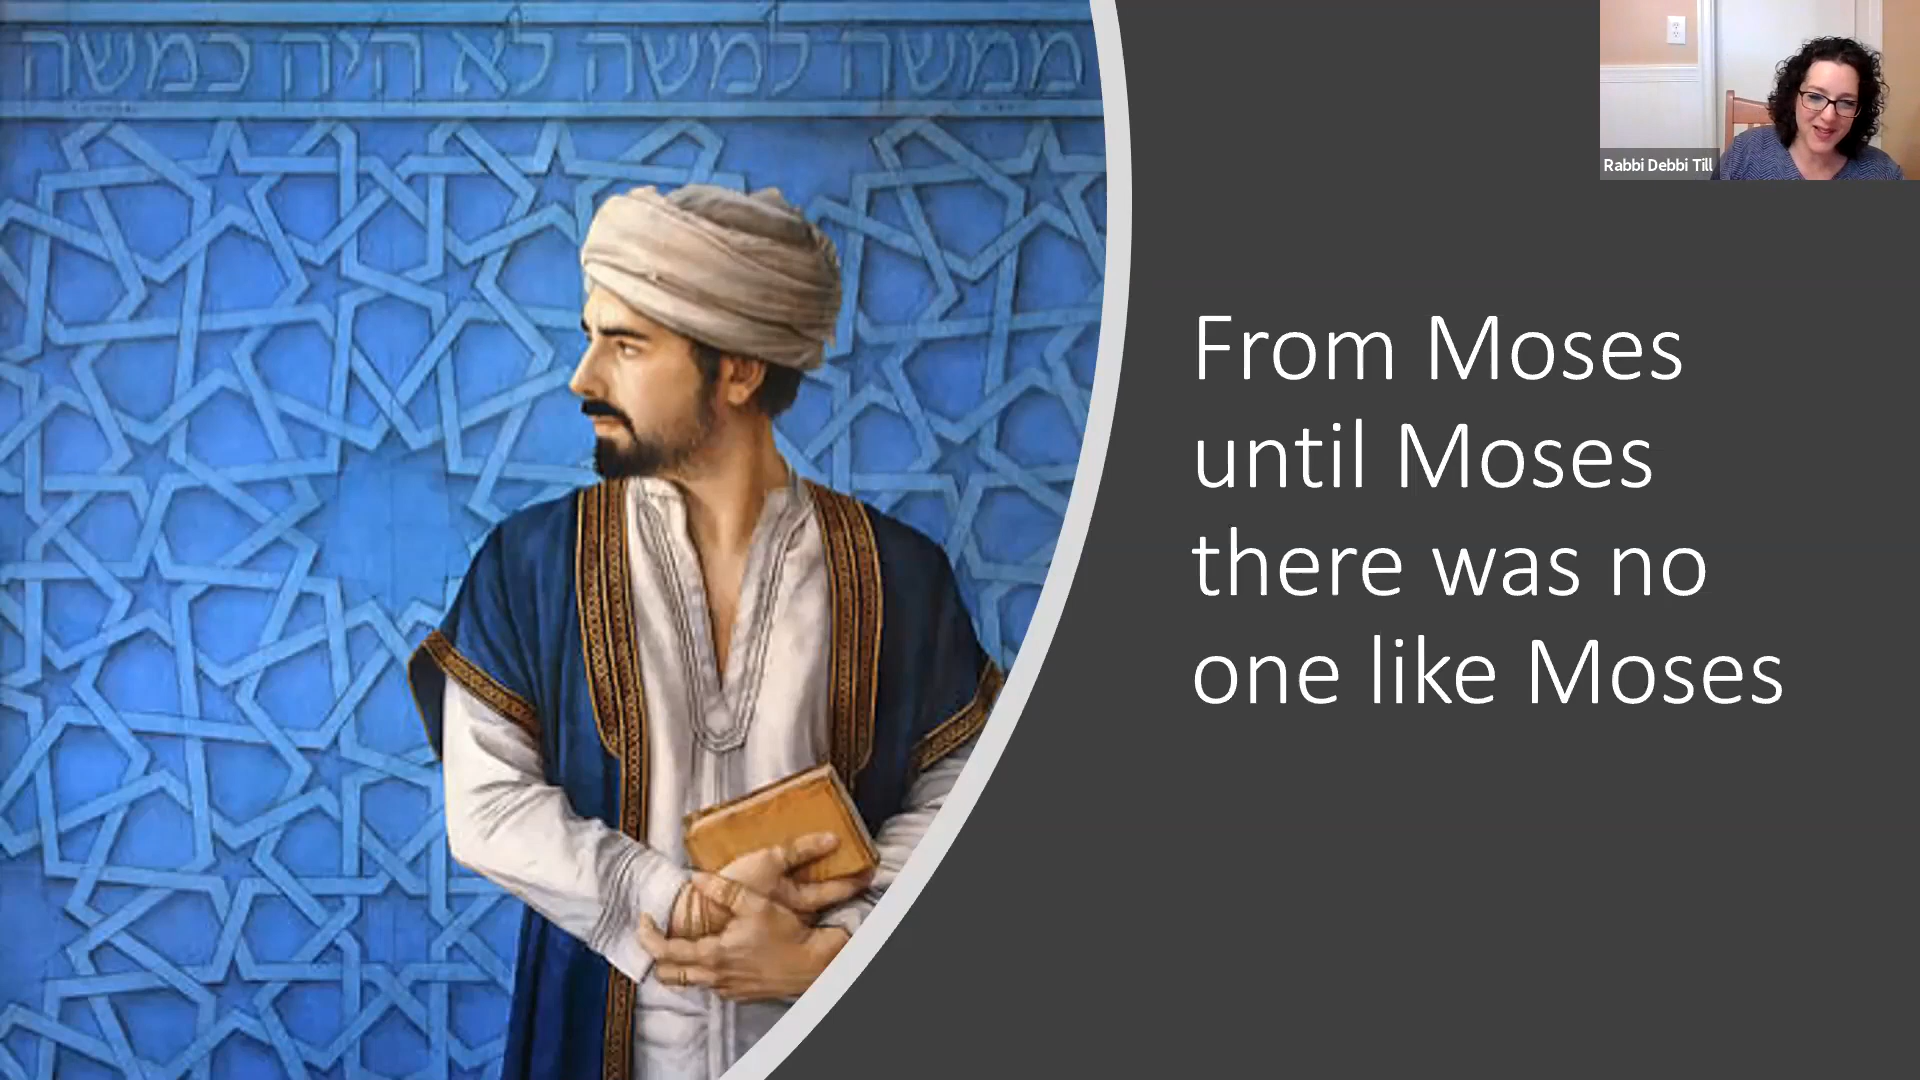 ממשה למשה לא היה כמשה
From Moses
until Moses
there was no
one like Moses
Rabbi Debbi Till